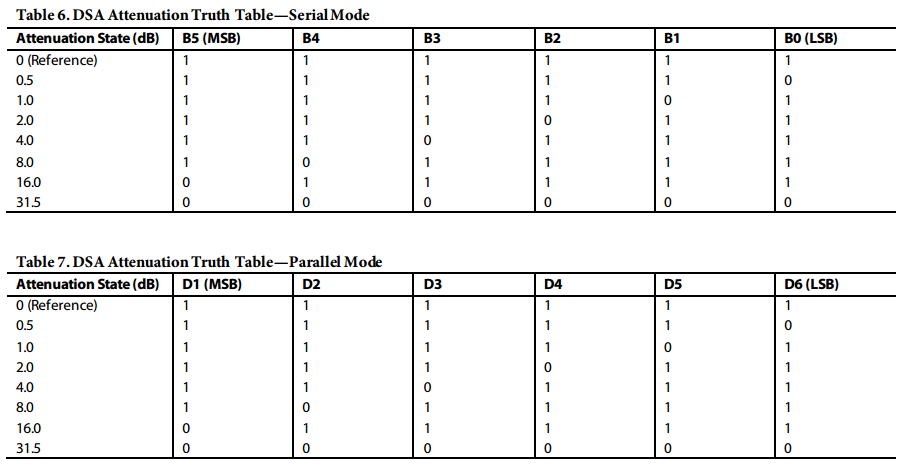 Table 6. DSA Attenuation Truth Table—Serial Mode
Attenuation State (dB) B5 (MSB) B4 B3 B2 B1 B0 (LSB)
0 (Reference) 1 1 1 1 1 1
0.5 1 1 1 1 1 0
1.0 1 1 1 1 0 1
2.0 1 1 1 0 1 1
4.0 1 1 0 1 1 1
8.0 1 0 1 1 1 1
16.0 0 1 1 1 1 1
31.5 0 0 0 0 0 0
Table 7. DSA Attenuation Truth Table—Parallel Mode
Attenuation State (dB) D1 (MSB) D2 D3 D4 D5 D6 (LSB)
0 (Reference) 1 1 1 1 1 1
0.5 1 1 1 1 1 0
1.0 1 1 1 1 0 1
2.0 1 1 1 0 1 1
4.0 1 1 0 1 1 1
8.0 1 0 1 1 1 1
16.0 0 1 1 1 1 1
31.5 0 0 0 0 0 0